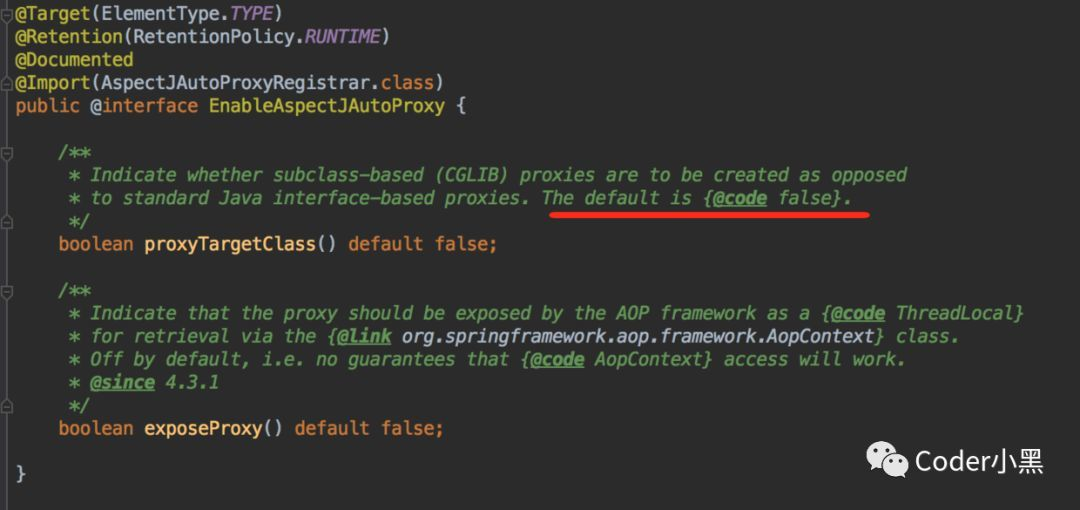 @Target(ElementType.TYPE)
@Retention(RetentionPolicy.RUNTIME)
@Documented
@Import(AspectJAutoProxyRegistrar.class)
public @interface EnableAspectJAutoProxy {
/**
* Indicate whether subclass-based (CGLIB) proxies are to be created as opposed
* to standard Java interface-based proxies. The default is {@code false}.
*/
boolean proxyTargetClass() default false;
/**
* Indicate that the proxy should be exposed by the AOP framework as a {@code ThreadLocal}
* for retrieval via the {@link org.springframework.aop.framework.AopContext} class.
* Off by default, i.e. no guarantees that {@code AopContext} access will work.
* @since 4.3.1
*/
boolean exposeProxy() default false;
}
Coder小黑